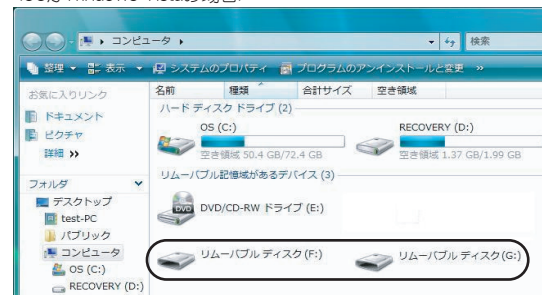 コンピュータ
検索
整理 表示 システムのプロパティ プログラムのアンインストールと変更 »
お気に入りリンク
ドキュメント
ピクチャ
詳細 »
フォルダ
デスクトップ
test-PC
パブリック
コンピュータ
OS (C:)
RECOVERY (D:)
名前 種類 合計サイズ 空き領域
ハード ディスク ドライブ (2)
OS (C:)
空き領域 50.4 GB/72.4 GB
RECOVERY (D:)
空き領域 1.37 GB/1.99 GB
リムーバブル記憶域があるデバイス (3)
DVD/CD-RW ドライブ (E:)
リムーバブル ディスク (F:)
リムーバブル ディスク(G:)